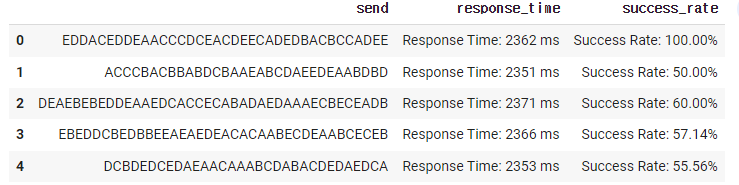 send response_time success_rate
0 EDDACEDDEAACCCDCEACDEECADEDBACBCCADEE Response Time: 2362 ms Success Rate: 100.00%
1 ACCCBACBBABDCBAAEABCDAEEDEAABDBD Response Time: 2351 ms Success Rate: 50.00%
2 DEAEBEBEDDEAAEDCACCECABADAEDAAAECBECEADB Response Time: 2371 ms Success Rate: 60.00%
3 EBEDDCBEDBBEEAEAEDEACACAABECDEAABCECEB Response Time: 2366 ms Success Rate: 57.14%
4 DCBDEDCEDAEAACAAABCDABACDEDAEDCA Response Time: 2353 ms Success Rate: 55.56%